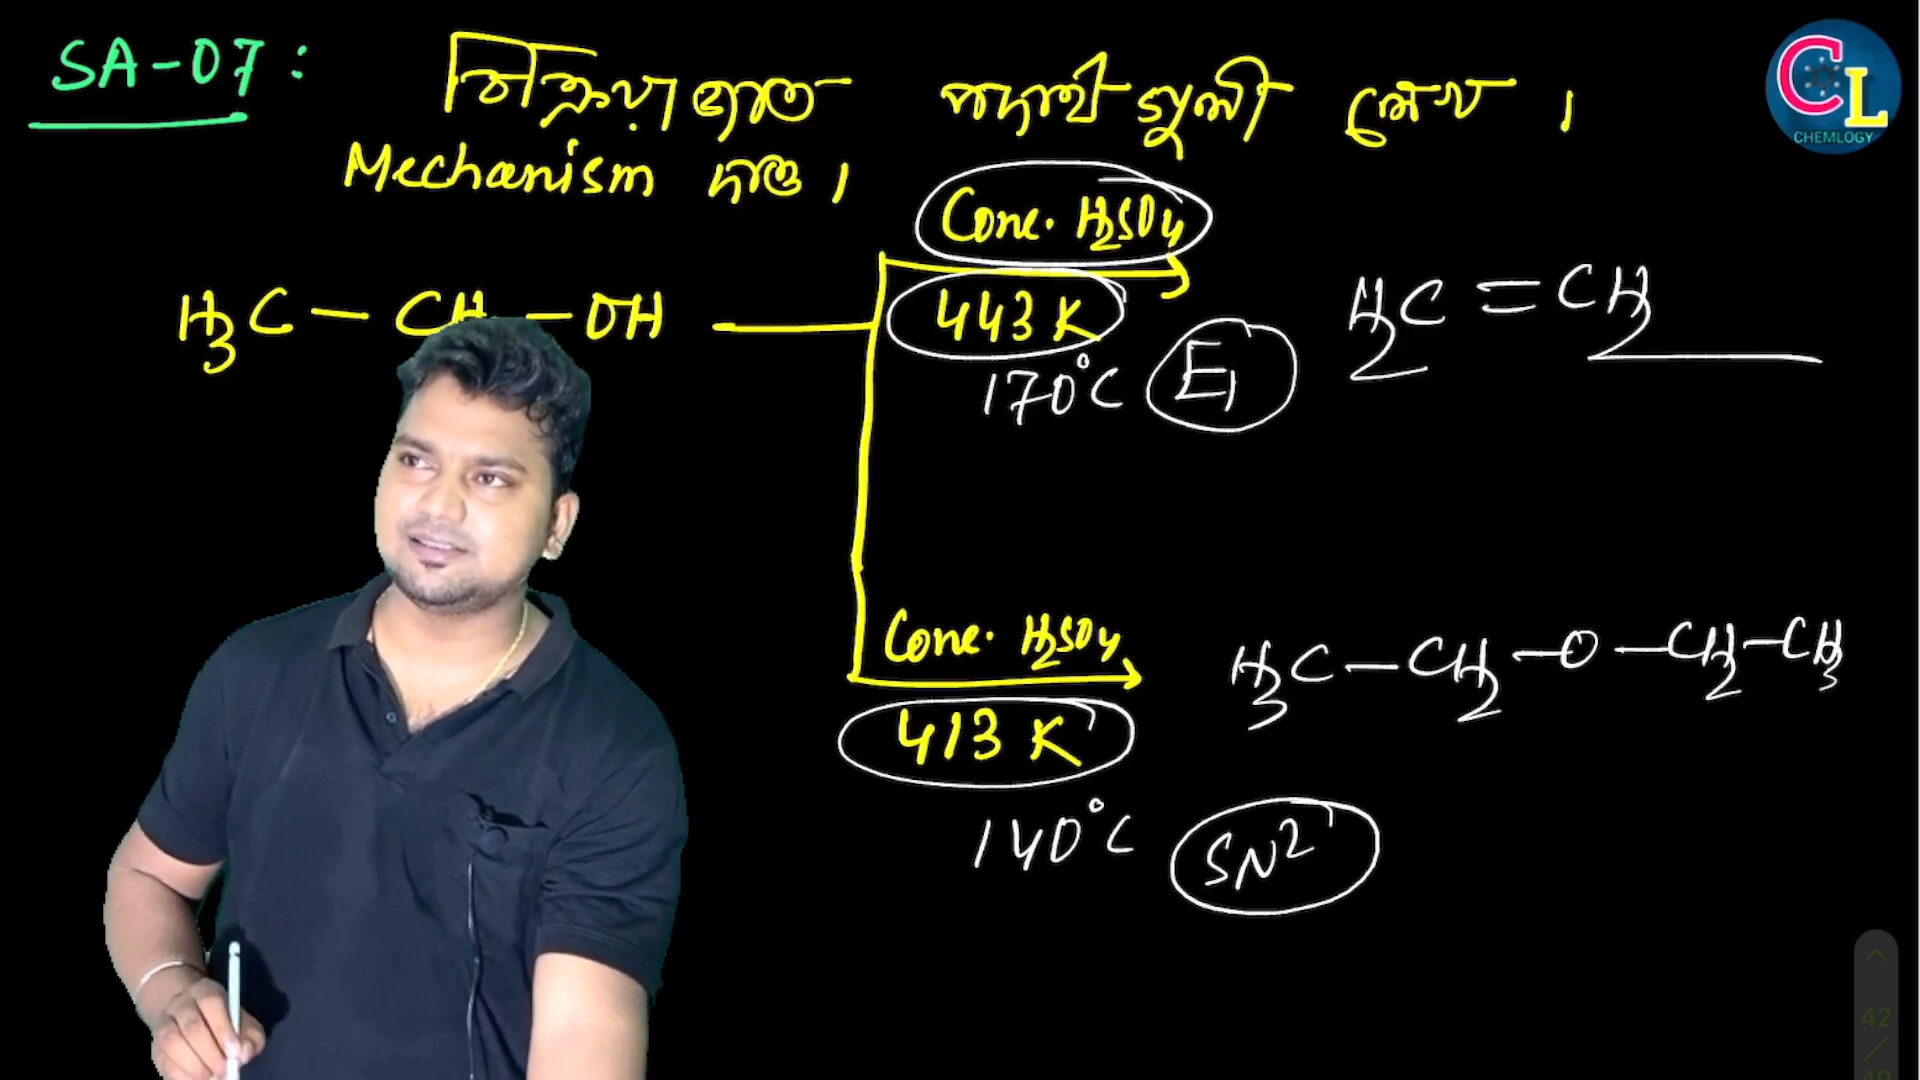 SA-07: বিক্রিয়াজাত পদার্থগুলী লেখ।
Mechanism দাও।
Conc. H2SO4
H3C - CH2 - OH
443 K
H2C = CH2
170°C
E1
Conc. H2SO4
H3C - CH2 - O - CH2 - CH3
413 K
140°C
SN2
CL
CHEMLOGY
42
/